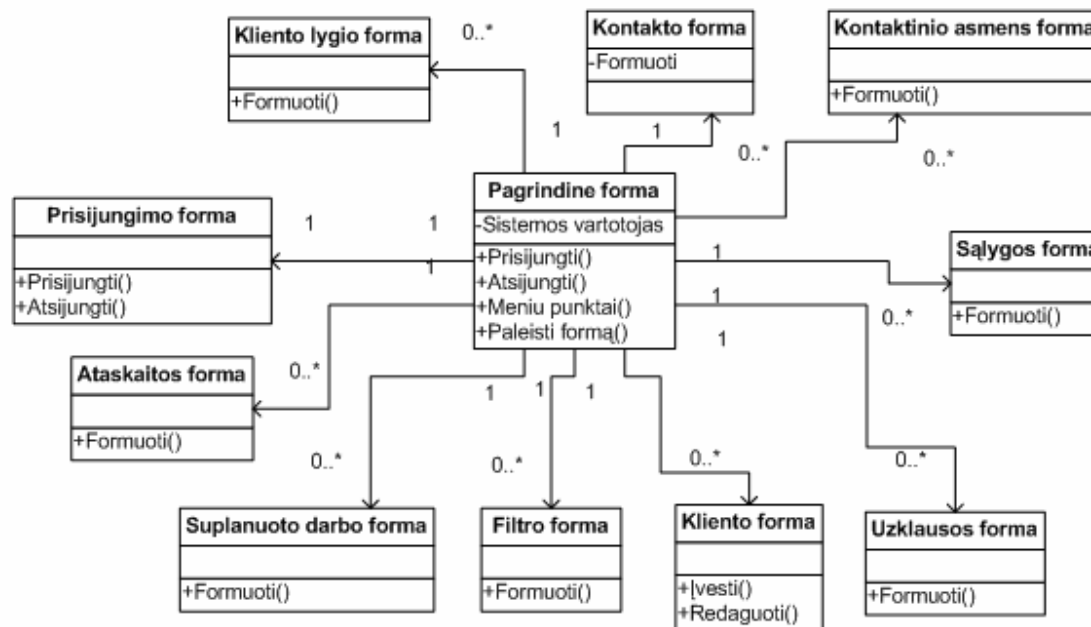 Kliento lygio forma
+Formuoti()
0..*
1
Kontakto forma
-Formuoti
1
0..*
Kontaktinio asmens forma
+Formuoti()
0..*
Prisijungimo forma
+Prisijungti()
+Atsijungti()
1
1
1
Pagrindine forma
-Sistemos vartotojas
+Prisijungti()
+Atsijungti()
+Meniu punktai()
+Paleisti formą()
1
1
1
Sąlygos forma
+Formuoti()
0..*
Ataskaitos forma
+Formuoti()
0..*
1
1
1
0..*
0..*
0..*
0..*
Suplanuoto darbo forma
+Formuoti()
Filtro forma
+Formuoti()
Kliento forma
+Įvesti()
+Redaguoti()
Uzklausos forma
+Formuoti()